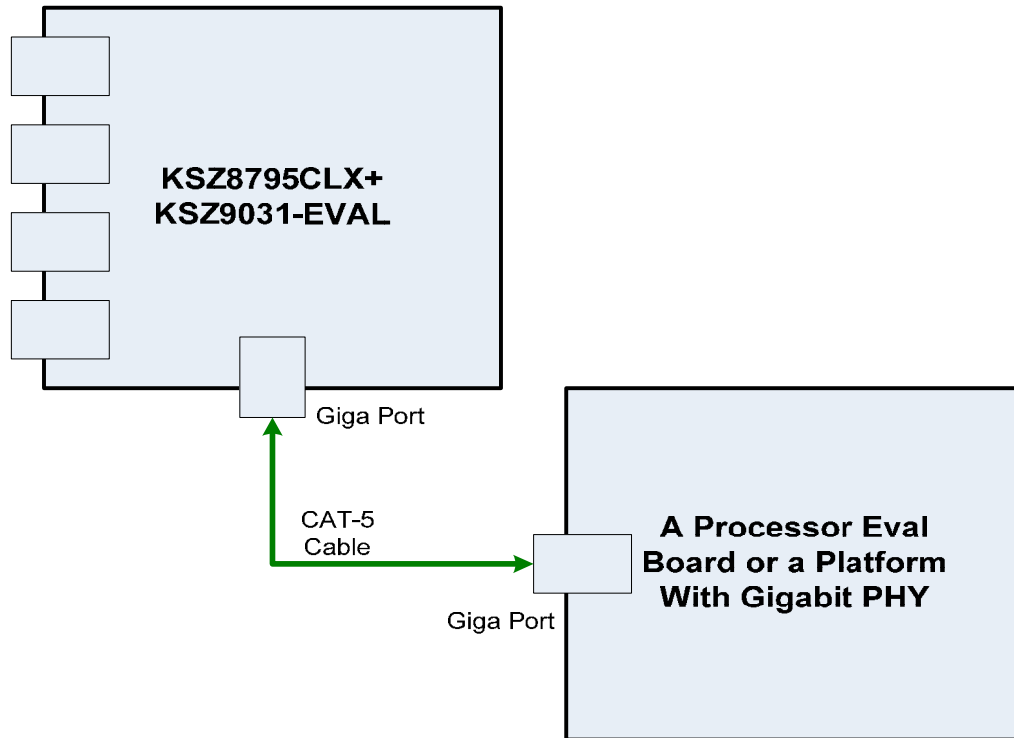 KSZ8795CLX+
KSZ9031-EVAL
Giga Port
CAT-5
Cable
A Processor Eval
Board or a Platform
With Gigabit PHY
Giga Port